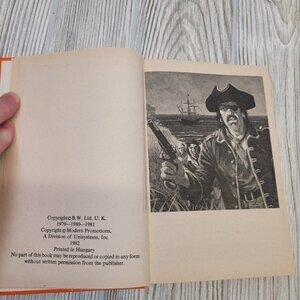 Copyright©B.W. Ltd. U. K.
1979—1980—1981
Copyright©Modern Promotions,
A Division of Unisystems, Inc
1982
Printed in Hungary
No part of this book may be reproduced or copied in any form
without written permission from the publisher.